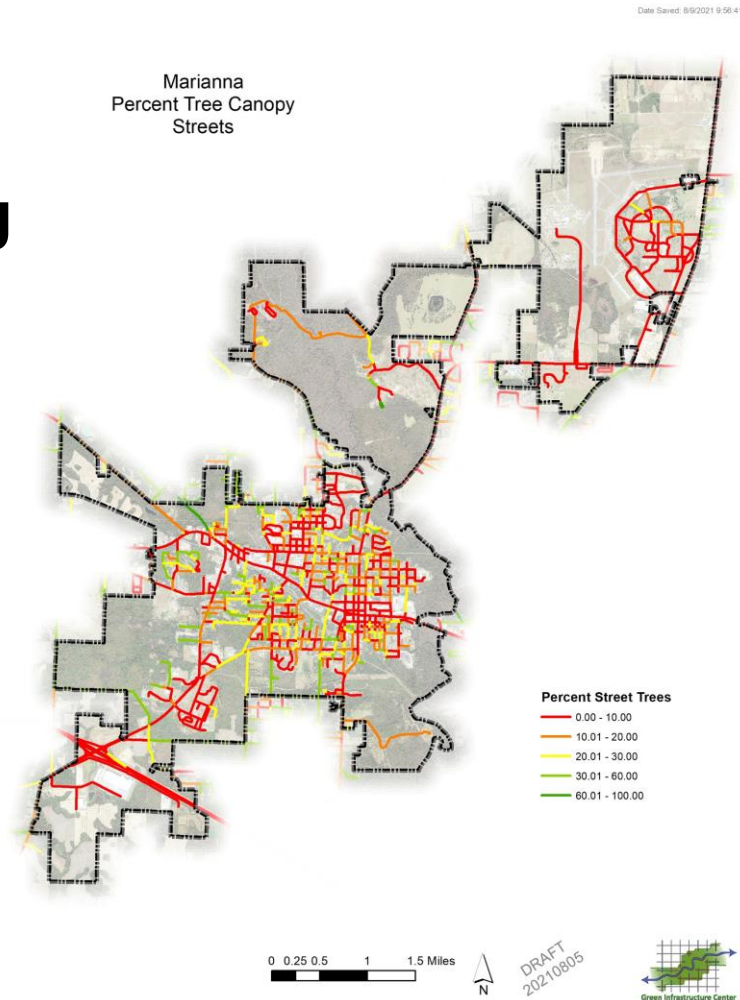 Date Saved: 8/9/2021 9:56:4
Marianna
Percent Tree Canopy
Streets
Percent Street Trees
0.00 - 10.00
10.01 - 20.00
20.01 - 30.00
30.01 - 60.00
60.01 - 100.00
0 0.25 0.5 1 1.5 Miles
N
DRAFT
20210805
Green Infrastructure Center